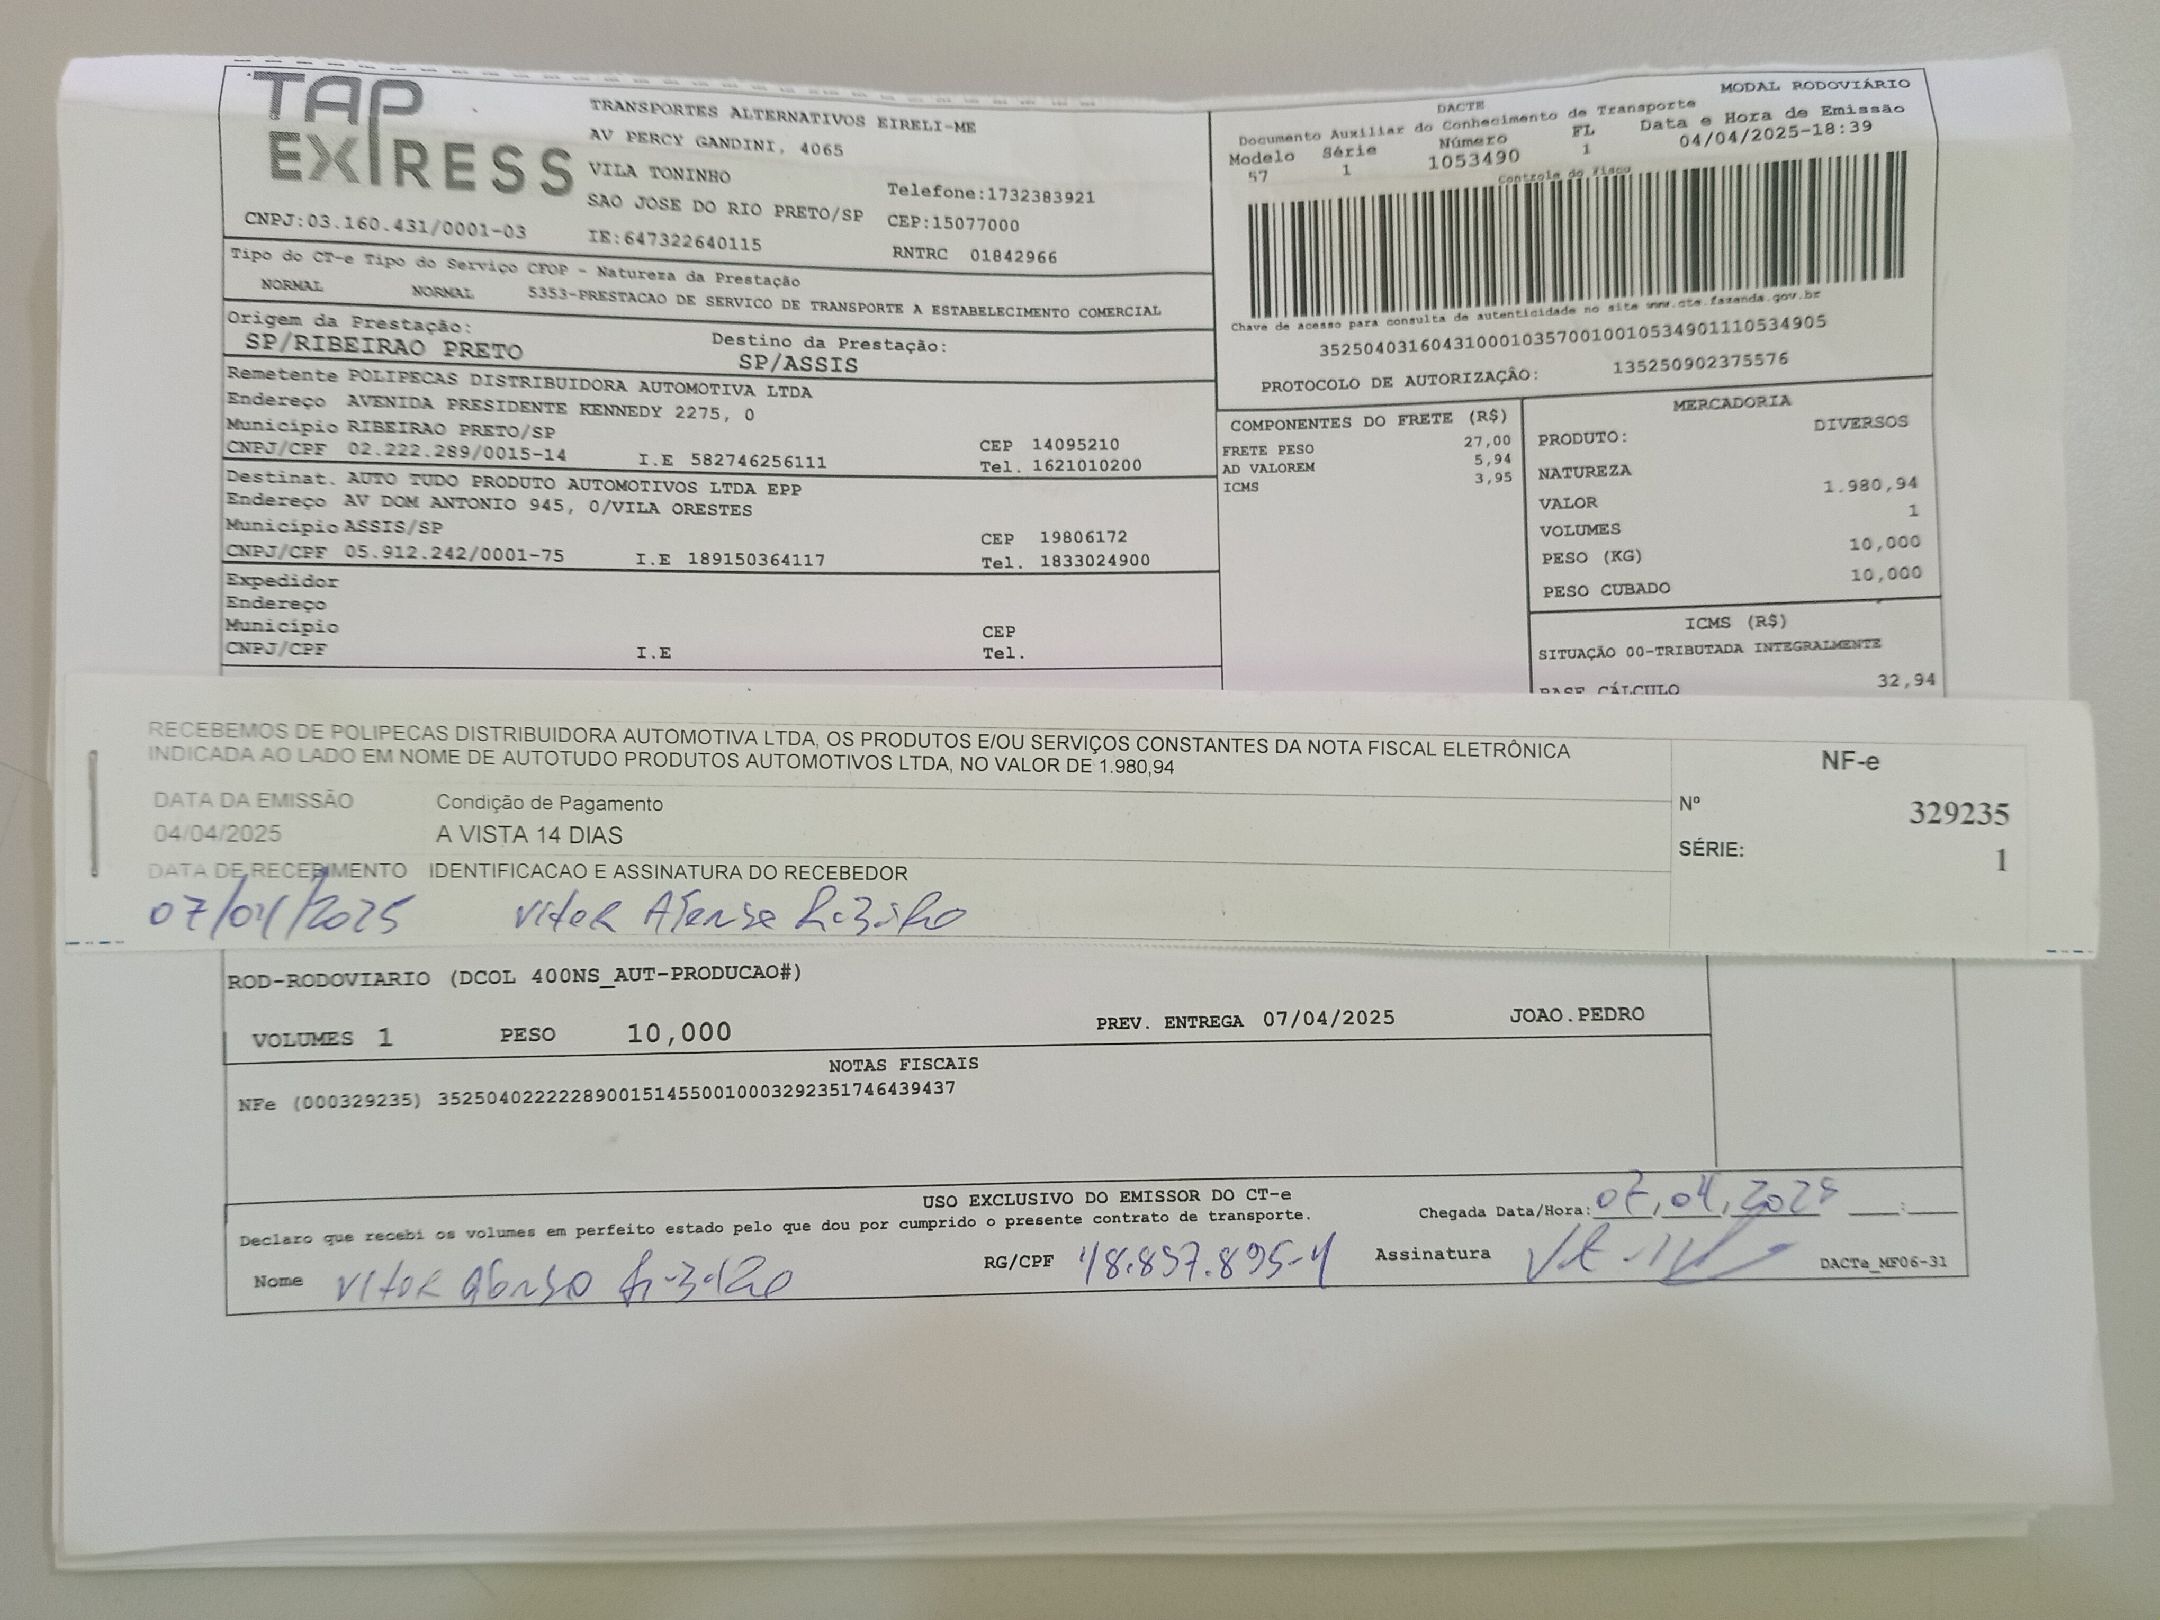 TAP EXPRESS
TRANSPORTES ALTERNATIVOS EIRELI-ME
AV PERCY GANDINI, 4065
VILA TONINHO
Telefone:1732383921
SAO JOSE DO RIO PRETO/SP
CEP:15077000
CNPJ:03.160.431/0001-03
IE:647322640115
RNTRC 01842966
MODAL RODOVIÁRIO
DACTE
Documento Auxiliar do Conhecimento de Transporte
Modelo Série Número FL Data e Hora de Emissão
57 1 1053490 1 04/04/2025-18:39
Controle do Fisco
Chave de acesso para consulta de autenticidade no site www.cte.fazenda.gov.br
35250403160431000103570010010534901110534905
PROTOCOLO DE AUTORIZAÇÃO: 135250902375576
Tipo do CT-e Tipo do Serviço CFOP - Natureza da Prestação
NORMAL NORMAL 5353-PRESTACAO DE SERVICO DE TRANSPORTE A ESTABELECIMENTO COMERCIAL
Origem da Prestação: Destino da Prestação:
SP/RIBEIRAO PRETO SP/ASSIS
Remetente POLIPECAS DISTRIBUIDORA AUTOMOTIVA LTDA
Endereço AVENIDA PRESIDENTE KENNEDY 2275, 0
Município RIBEIRAO PRETO/SP CEP 14095210
CNPJ/CPF 02.222.289/0015-14 I.E 582746256111 Tel. 1621010200
Destinat. AUTO TUDO PRODUTO AUTOMOTIVOS LTDA EPP
Endereço AV DOM ANTONIO 945, 0/VILA ORESTES
Município ASSIS/SP CEP 19806172
CNPJ/CPF 05.912.242/0001-75 I.E 189150364117 Tel. 1833024900
Expedidor
Endereço
Município CEP
CNPJ/CPF I.E Tel.
COMPONENTES DO FRETE (R$)
FRETE PESO 27,00
AD VALOREM 5,94
ICMS 3,95
MERCADORIA
PRODUTO: DIVERSOS
NATUREZA
VALOR 1.980,94
VOLUMES 1
PESO (KG) 10,000
PESO CUBADO 10,000
ICMS (R$)
SITUAÇÃO 00-TRIBUTADA INTEGRALMENTE
BASE CÁLCULO 32,94
RECEBEMOS DE POLIPECAS DISTRIBUIDORA AUTOMOTIVA LTDA, OS PRODUTOS E/OU SERVIÇOS CONSTANTES DA NOTA FISCAL ELETRÔNICA
INDICADA AO LADO EM NOME DE AUTOTUDO PRODUTOS AUTOMOTIVOS LTDA, NO VALOR DE 1.980,94
NF-e
Nº 329235
SÉRIE: 1
DATA DA EMISSÃO Condição de Pagamento
04/04/2025 A VISTA 14 DIAS
DATA DE RECEBIMENTO IDENTIFICACAO E ASSINATURA DO RECEBEDOR
07/04/2025 Vitor Afonso
ROD-RODOVIARIO (DCOL 400NS_AUT-PRODUCAO#)
VOLUMES 1 PESO 10,000 PREV. ENTREGA 07/04/2025 JOAO.PEDRO
NOTAS FISCAIS
NFe (000329235) 35250402222289001514550010003292351746439437
USO EXCLUSIVO DO EMISSOR DO CT-e
Declaro que recebi os volumes em perfeito estado pelo que dou por cumprido o presente contrato de transporte.
Chegada Data/Hora: 07,04,2025 __:__
Nome Vitor Afonso
RG/CPF 48.857.895-4
Assinatura
DACTe_MF06-31